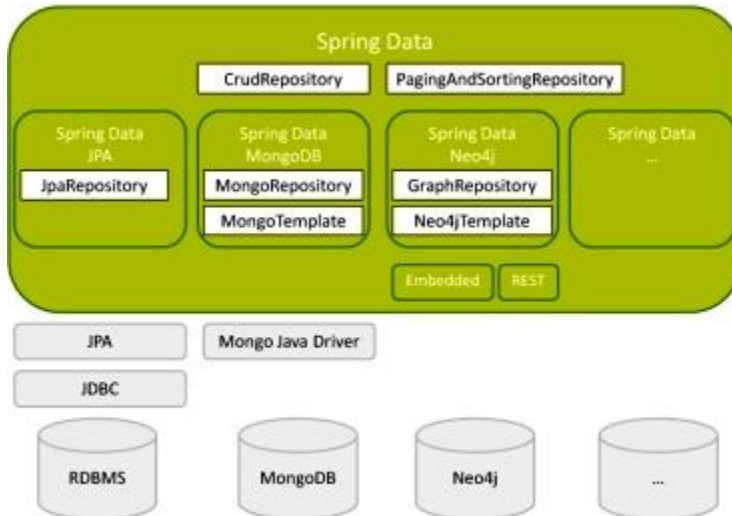 Spring Data
CrudRepository
PagingAndSortingRepository
Spring Data
JPA
JpaRepository
Spring Data
MongoDB
MongoRepository
MongoTemplate
Spring Data
Neo4j
GraphRepository
Neo4jTemplate
Spring Data
...
Embedded
REST
JPA
Mongo Java Driver
JDBC
RDBMS
MongoDB
Neo4j
...